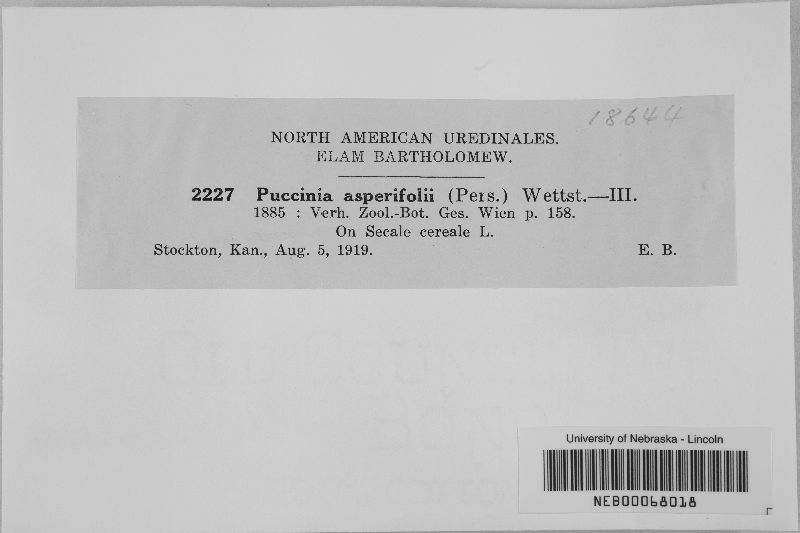 18644
NORTH AMERICAN UREDINALES.
ELAM BARTHOLOMEW.
2227 Puccinia asperifolii (Pers.) Wettst.—III.
1885 : Verh. Zool.-Bot. Ges. Wien p. 158.
On Secale cereale L.
Stockton, Kan., Aug. 5, 1919. E. B.
University of Nebraska - Lincoln
NEB00068018